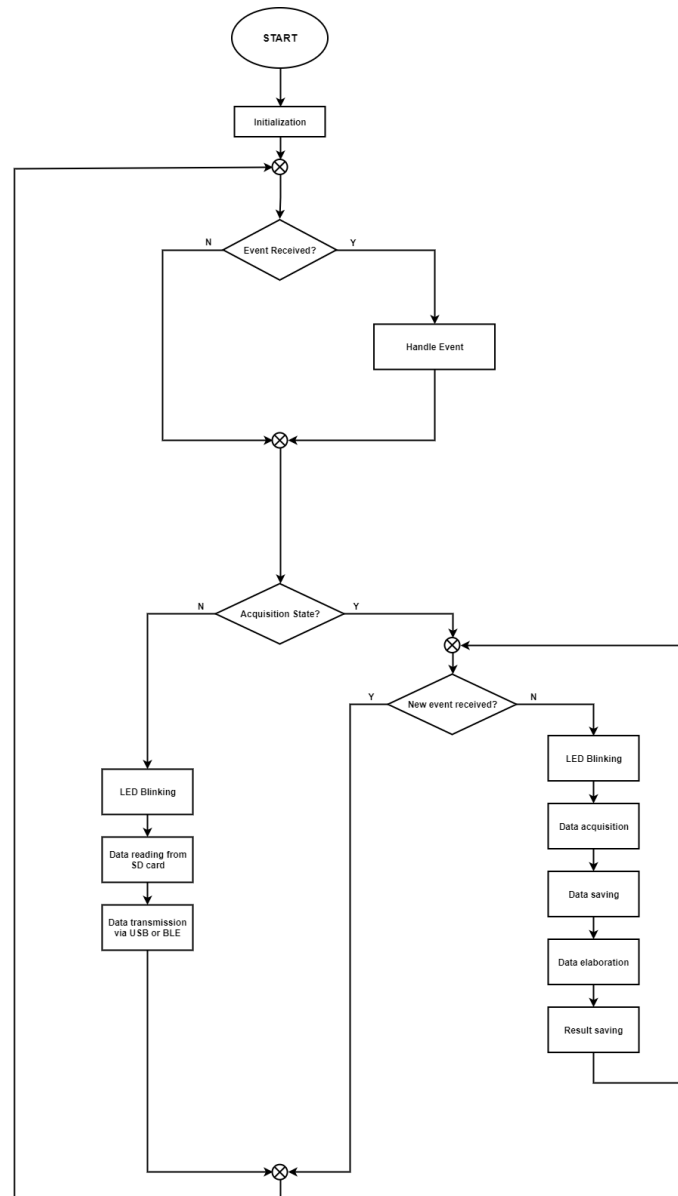 START
Initialization
N
Event Received?
Y
Handle Event
N
Acquisition State?
Y
Y
New event received?
N
LED Blinking
Data reading from
SD card
Data transmission
via USB or BLE
LED Blinking
Data acquisition
Data saving
Data elaboration
Result saving